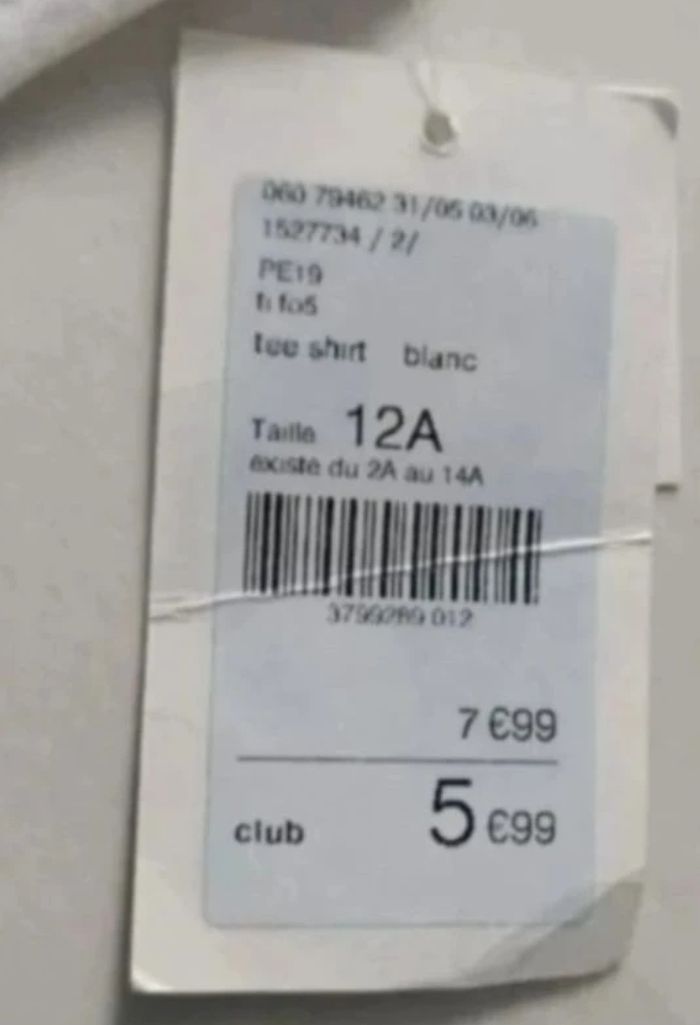 060 79462 31/05 03/06
1527734 / 2/
PE19
fi fo5
tee shirt blanc
Taille 12A
existe du 2A au 14A
3799289 012
7 €99
club 5 €99